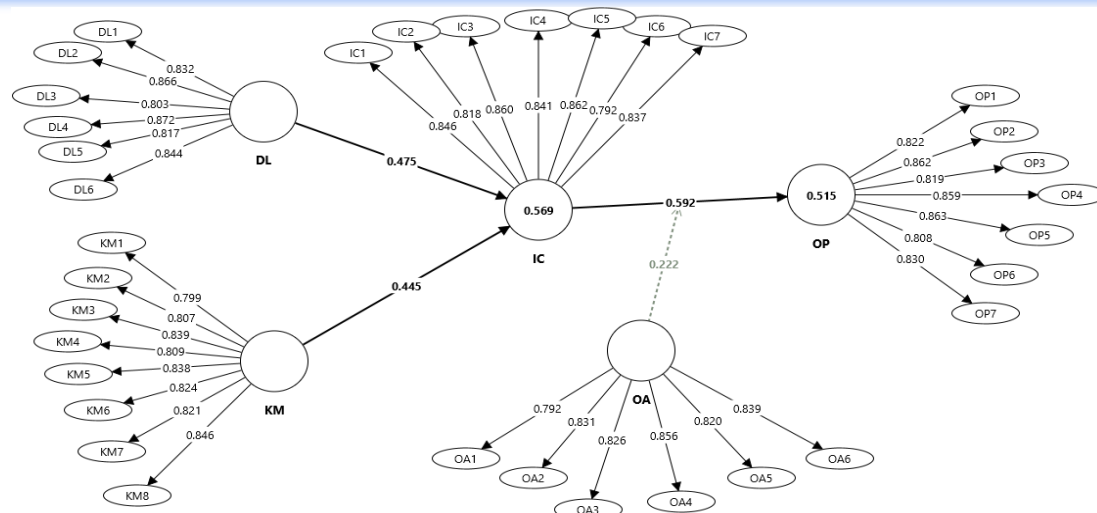 DL1
DL2
DL3
DL4
DL5
DL6
0.832
0.866
0.803
0.872
0.817
0.844
DL
KM1
KM2
KM3
KM4
KM5
KM6
KM7
KM8
0.799
0.807
0.839
0.809
0.838
0.824
0.821
0.846
KM
0.475
0.445
IC1
IC2
IC3
IC4
IC5
IC6
IC7
0.846
0.818
0.860
0.841
0.862
0.792
0.837
0.569
IC
0.592
0.222
0.515
OP
OP1
OP2
OP3
OP4
OP5
OP6
OP7
0.822
0.862
0.819
0.859
0.863
0.808
0.830
OA
0.792
0.831
0.826
0.856
0.820
0.839
OA1
OA2
OA3
OA4
OA5
OA6